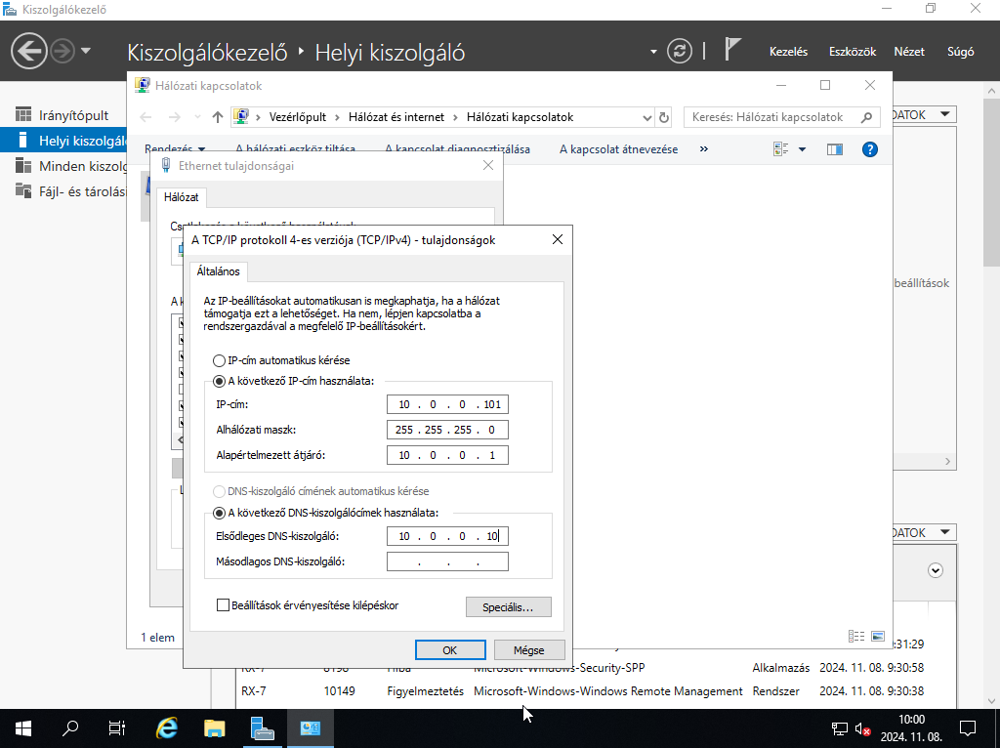 Kiszolgálókezelő
Kiszolgálókezelő ‣ Helyi kiszolgáló
Kezelés Eszközök Nézet Súgó
Irányítópult
Helyi kiszolgáló
Minden kiszolg
Fájl- és tárolási
Hálózati kapcsolatok
Vezérlőpult > Hálózat és internet > Hálózati kapcsolatok
Keresés: Hálózati kapcsolatok
Rendezés A hálózati eszköz tiltása A kapcsolat diagnosztizálása A kapcsolat átnevezése »
Ethernet tulajdonságai
Hálózat
A TCP/IP protokoll 4-es verziója (TCP/IPv4) - tulajdonságok
Általános
Az IP-beállításokat automatikusan is megkaphatja, ha a hálózat
támogatja ezt a lehetőséget. Ha nem, lépjen kapcsolatba a
rendszergazdával a megfelelő IP-beállításokért.
IP-cím automatikus kérése
A következő IP-cím használata:
IP-cím: 10 . 0 . 0 . 101
Alhálózati maszk: 255 . 255 . 255 . 0
Alapértelmezett átjáró: 10 . 0 . 0 . 1
DNS-kiszolgáló címének automatikus kérése
A következő DNS-kiszolgálócímek használata:
Elsődleges DNS-kiszolgáló: 10 . 0 . 0 . 10
Másodlagos DNS-kiszolgáló: . . .
Beállítások érvényesítése kilépéskor
Speciális...
OK Mégse
1 elem
DATOK
beállítások
DATOK
:31:29
RX-7 8198 Hiba Microsoft-Windows-Security-SPP Alkalmazás 2024. 11. 08. 9:30:58
RX-7 10149 Figyelmeztetés Microsoft-Windows-Windows Remote Management Rendszer 2024. 11. 08. 9:30:38
10:00
2024. 11. 08.